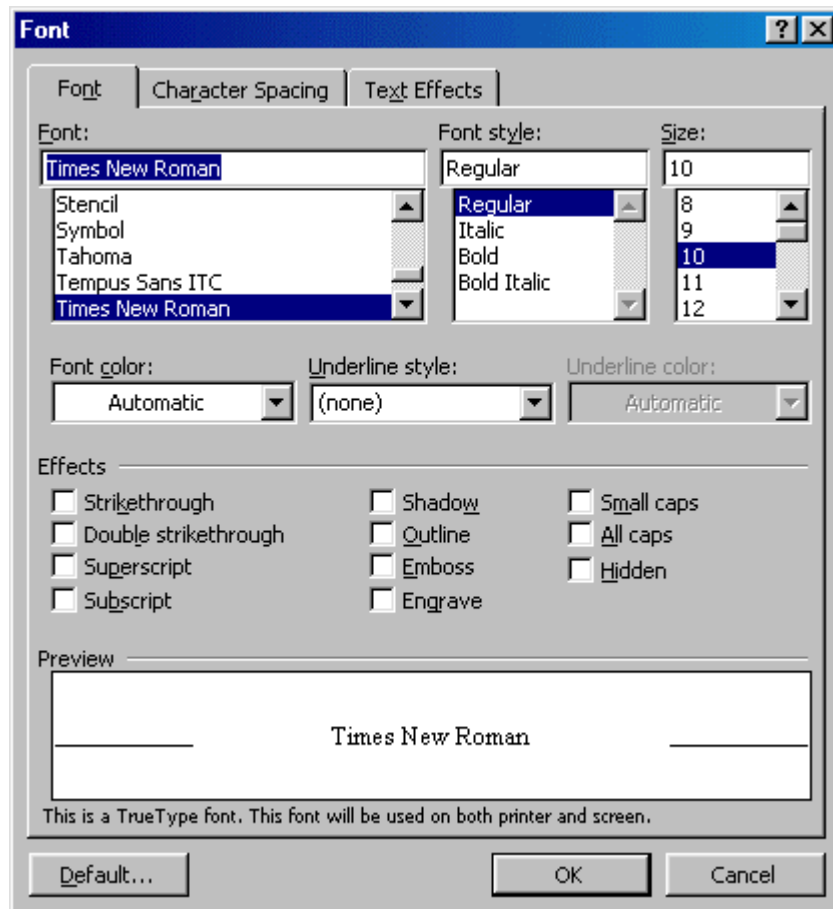 Font
Font Character Spacing Text Effects
Font: Font style: Size:
Times New Roman Regular 10
Stencil Regular 8
Symbol Italic 9
Tahoma Bold 10
Tempus Sans ITC Bold Italic 11
Times New Roman 12
Font color: Underline style: Underline color:
Automatic (none) Automatic
Effects
Strikethrough Shadow Small caps
Double strikethrough Outline All caps
Superscript Emboss Hidden
Subscript Engrave
Preview
Times New Roman
This is a TrueType font. This font will be used on both printer and screen.
Default... OK Cancel